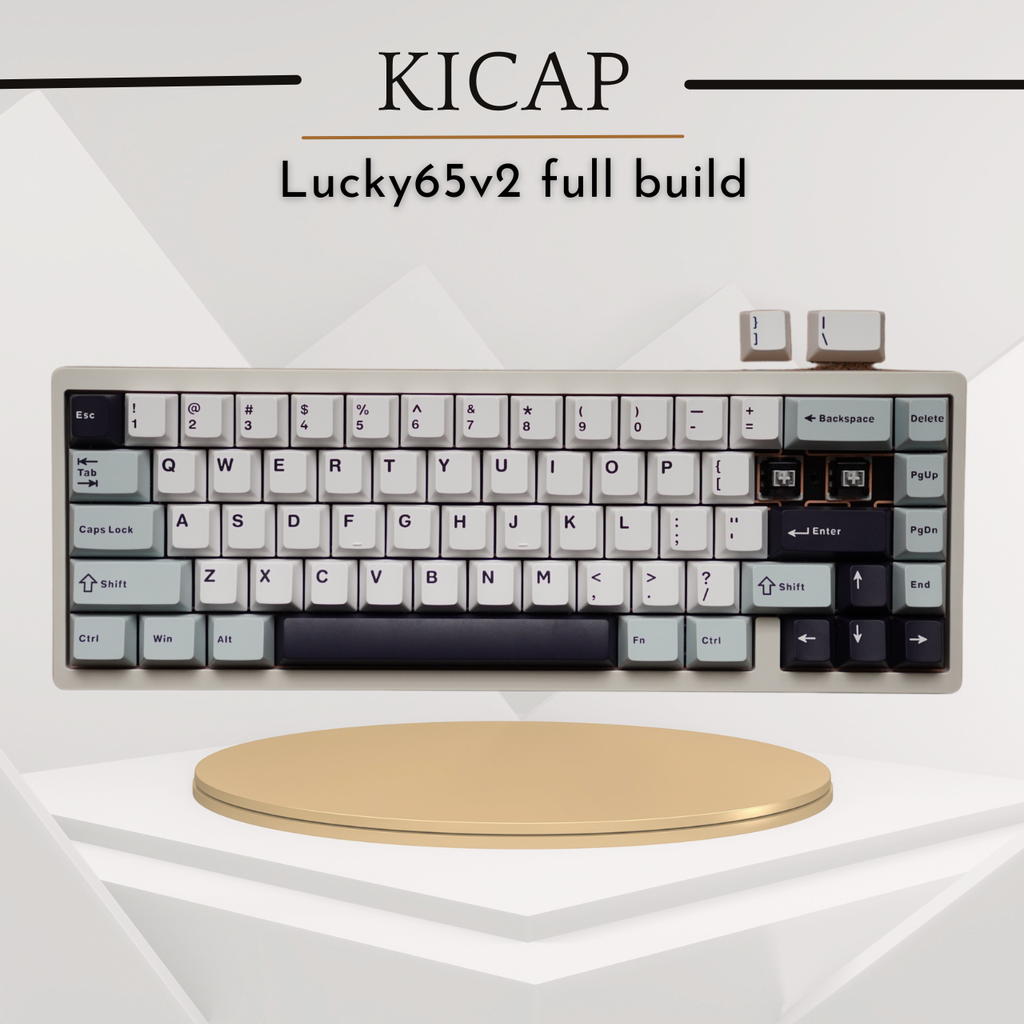 KICAP
Lucky65v2 full build
} ]
| \
Esc ! 1 @ 2 # 3 $ 4 % 5 ^ 6 & 7 * 8 ( 9 ) 0 — - + = ← Backspace Delete
Tab Q W E R T Y U I O P { [ PgUp
Caps Lock A S D F G H J K L : ; " ' Enter PgDn
Shift Z X C V B N M < , > . ? / Shift ↑ End
Ctrl Win Alt Fn Ctrl ← ↓ →